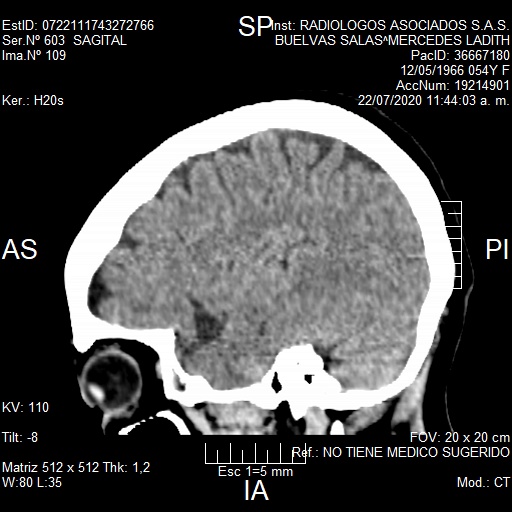 EstID: 0722111743272766
Ser.Nº 603 SAGITAL
Ima.Nº 109
Ker.: H20s
SP
Inst: RADIOLOGOS ASOCIADOS S.A.S.
BUELVAS SALAS^MERCEDES LADITH
PacID: 36667180
12/05/1966 054Y F
AccNum: 19214901
22/07/2020 11:44:03 a. m.
AS
PI
KV: 110
Tilt: -8
Matriz 512 x 512 Thk: 1,2
W:80 L:35
Esc 1=5 mm
IA
FOV: 20 x 20 cm
Ref.: NO TIENE MEDICO SUGERIDO
Mod.: CT